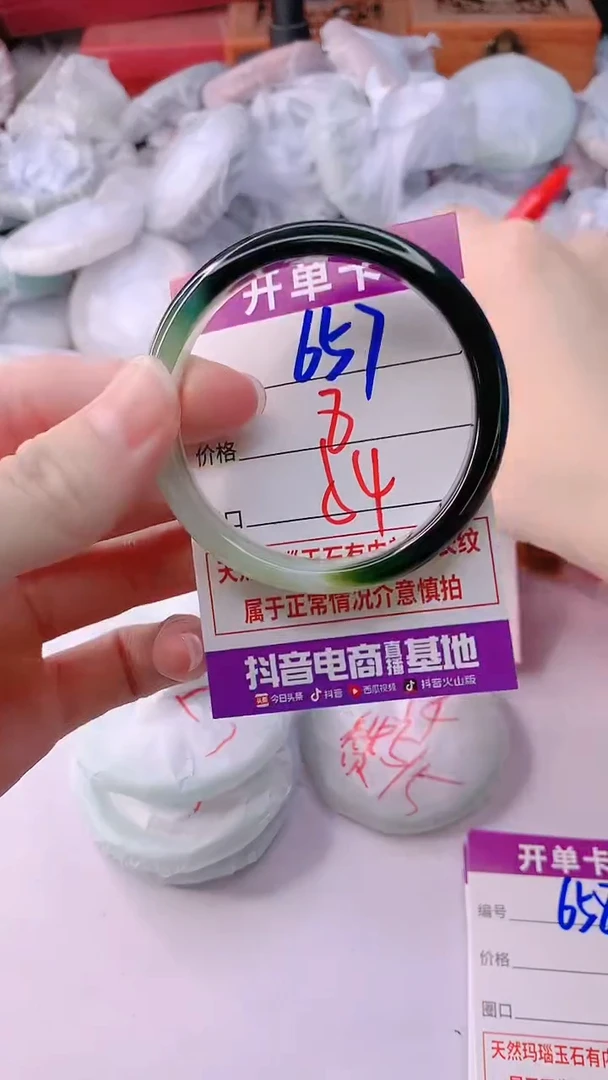 开单卡
657
价格
64
口
属于正常情况介意慎拍
抖音电商直播基地
今日头条 抖音 西瓜视频 抖音火山版
开单卡
编号 658
价格
圈口
天然玛瑙玉石有内